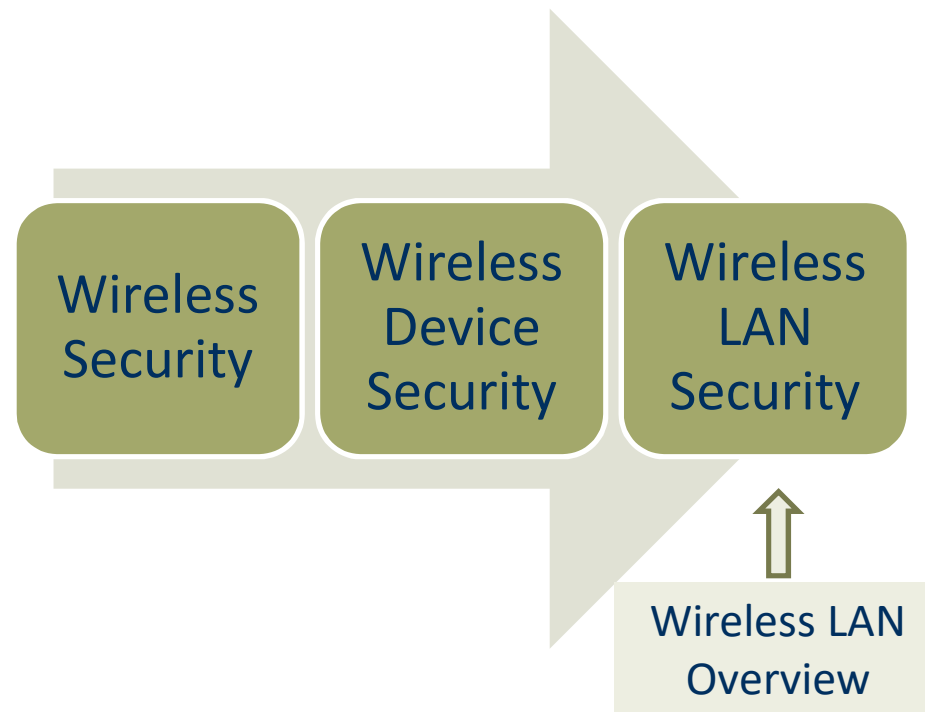 Wireless
Security
Wireless
Device
Security
Wireless
LAN
Security
Wireless LAN
Overview